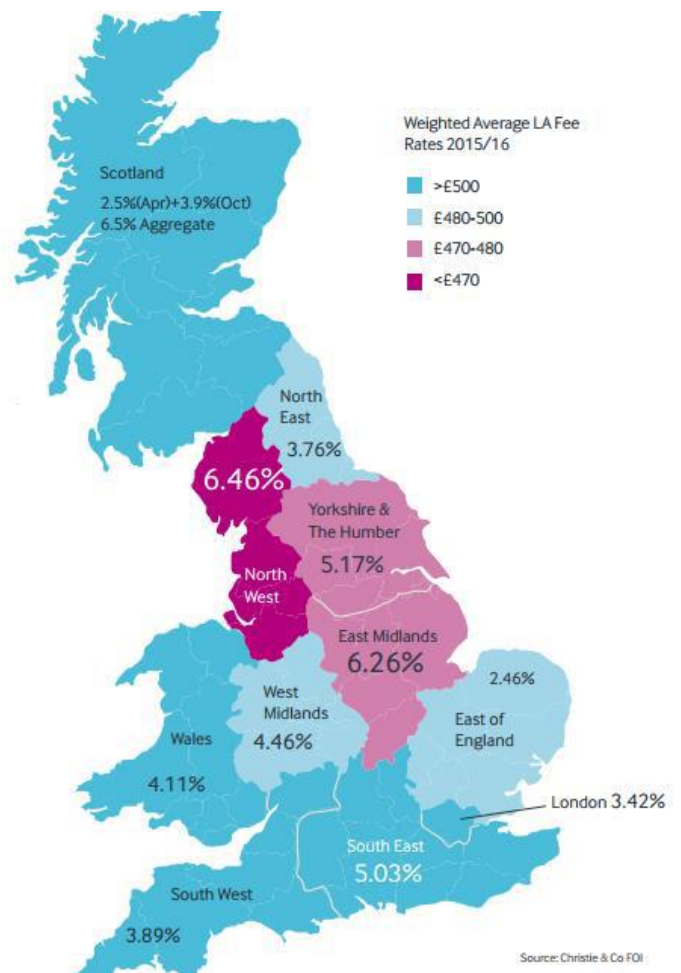 Weighted Average LA Fee
Rates 2015/16
>£500
£480-500
£470-480
<£470
Scotland
2.5%(Apr)+3.9%(Oct)
6.5% Aggregate
North
East
3.76%
6.46%
Yorkshire &
The Humber
5.17%
North
West
East Midlands
6.26%
2.46%
East of
England
West
Midlands
4.46%
Wales
4.11%
London 3.42%
South East
5.03%
South West
3.89%
Source: Christie & Co FOI